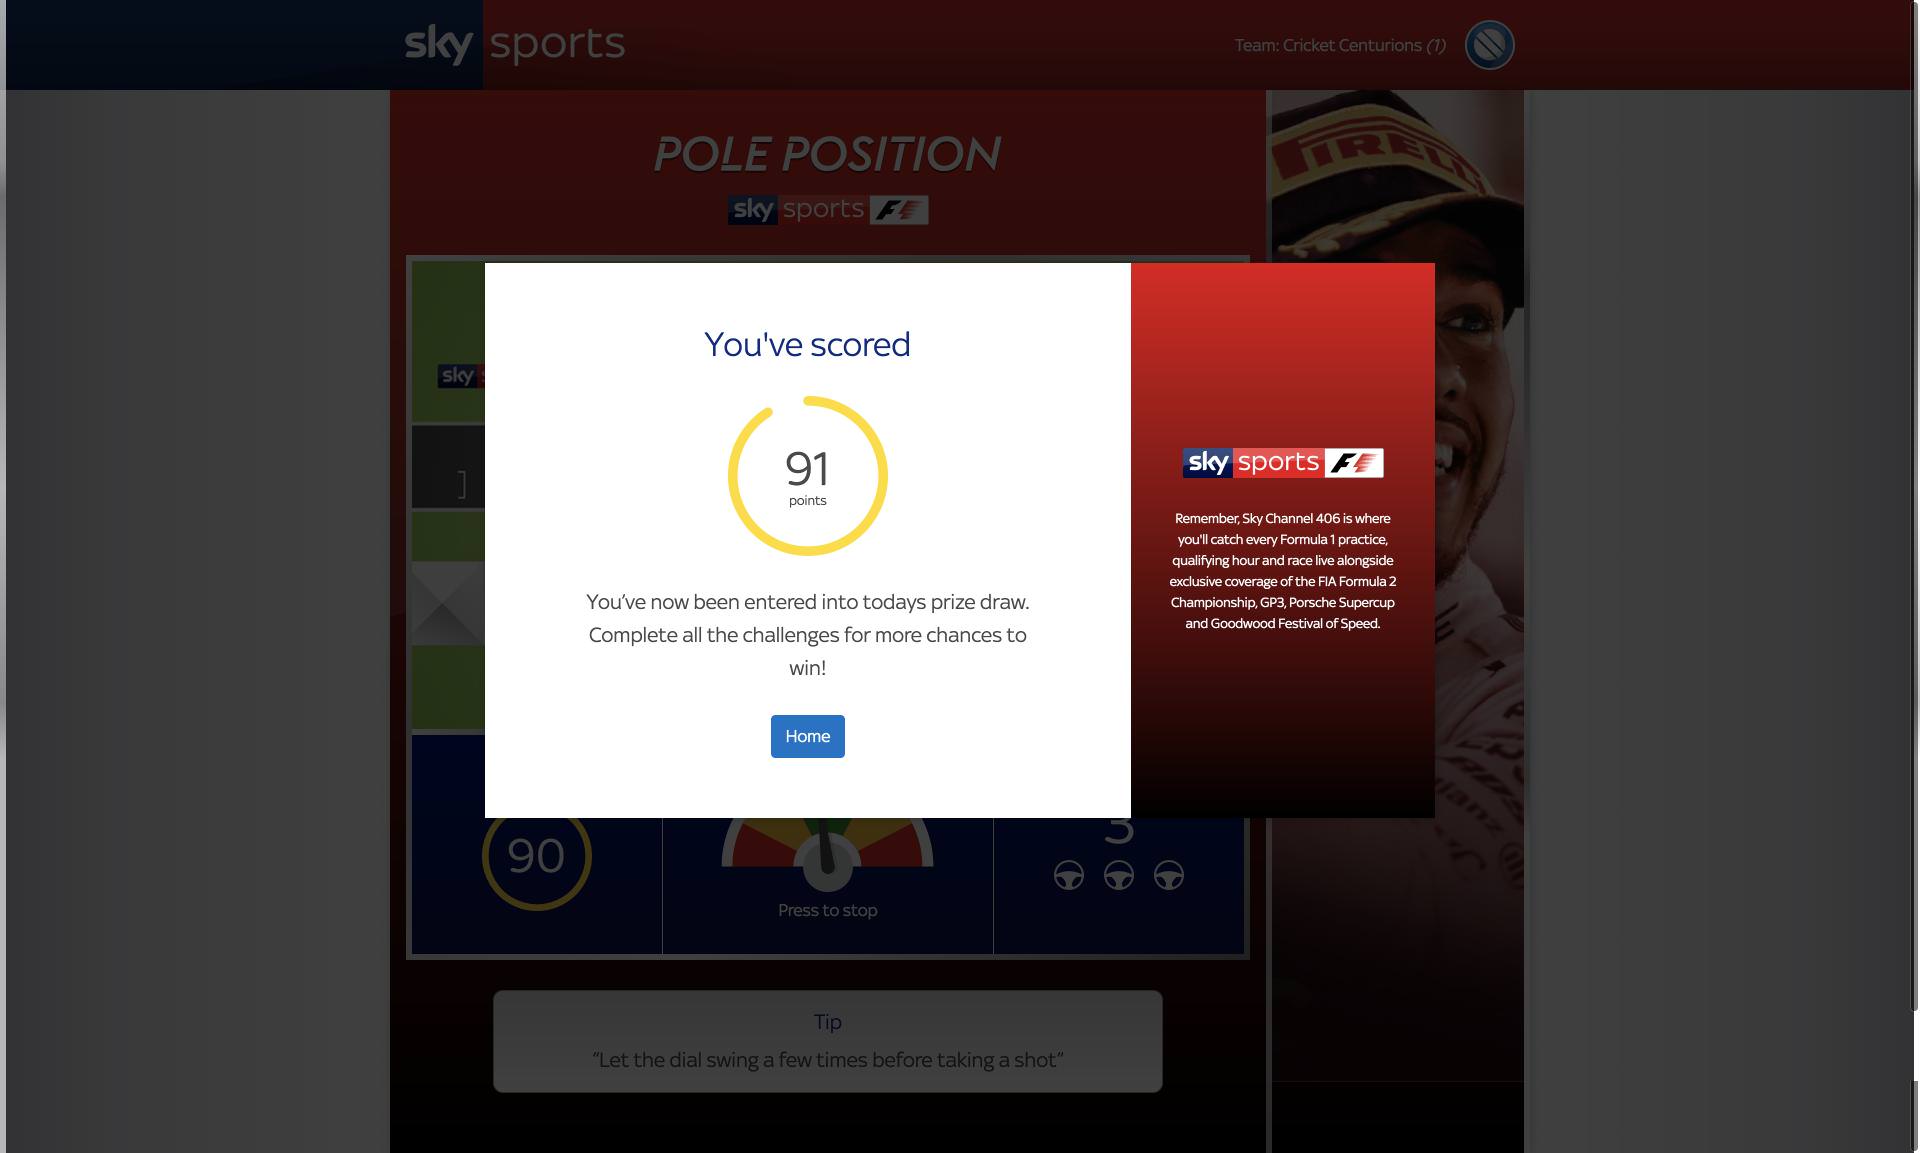 sky sports
Team: Cricket Centurions (1)
POLE POSITION
sky sports F1
PIRELLI
sky
You've scored
91
points
You’ve now been entered into todays prize draw.
Complete all the challenges for more chances to
win!
Home
sky sports F1
Remember, Sky Channel 406 is where
you'll catch every Formula 1 practice,
qualifying hour and race live alongside
exclusive coverage of the FIA Formula 2
Championship, GP3, Porsche Supercup
and Goodwood Festival of Speed.
90
Press to stop
3
Tip
“Let the dial swing a few times before taking a shot”